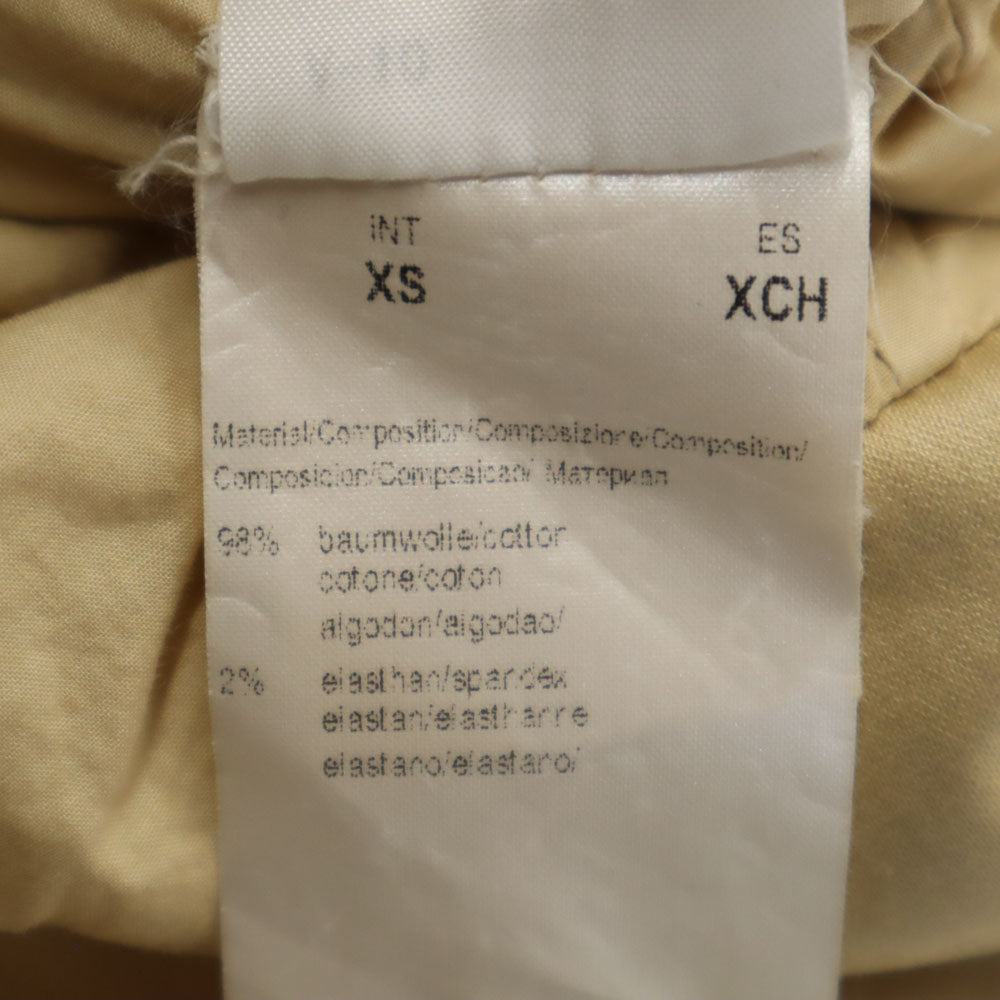 INT ES
XS XCH
Material/Composition/Composizione/Composition/
Composicion/Composicao/ Материал
98% baumwolle/cotton
cotone/coton
algodon/algodao/
2% elasthan/spandex
elastan/elasthanne
elastano/elastano/